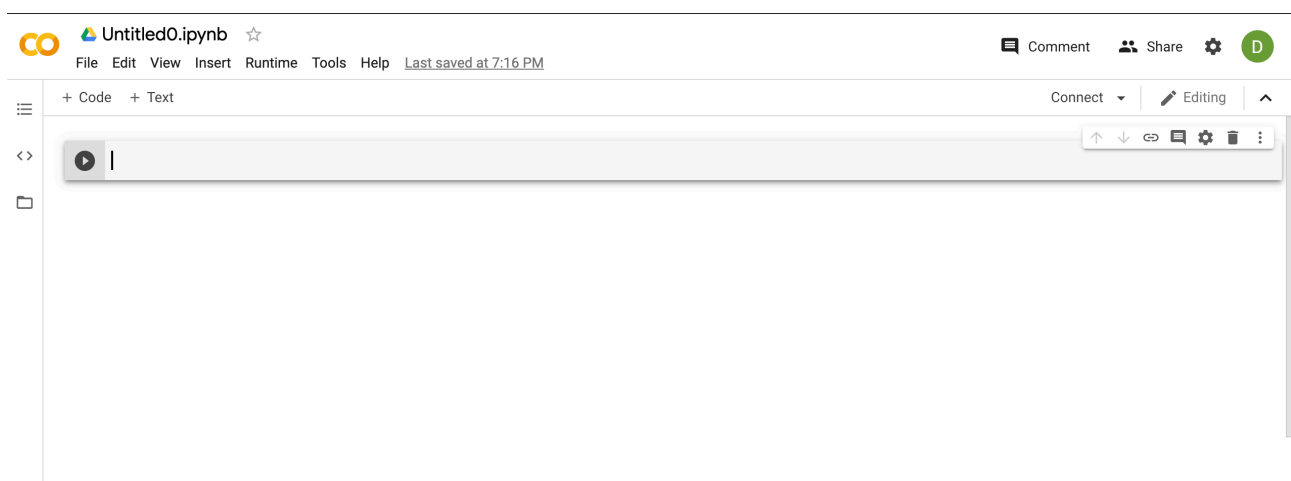 Untitled0.ipynb
File Edit View Insert Runtime Tools Help Last saved at 7:16 PM
Comment Share D
+ Code + Text
Connect Editing